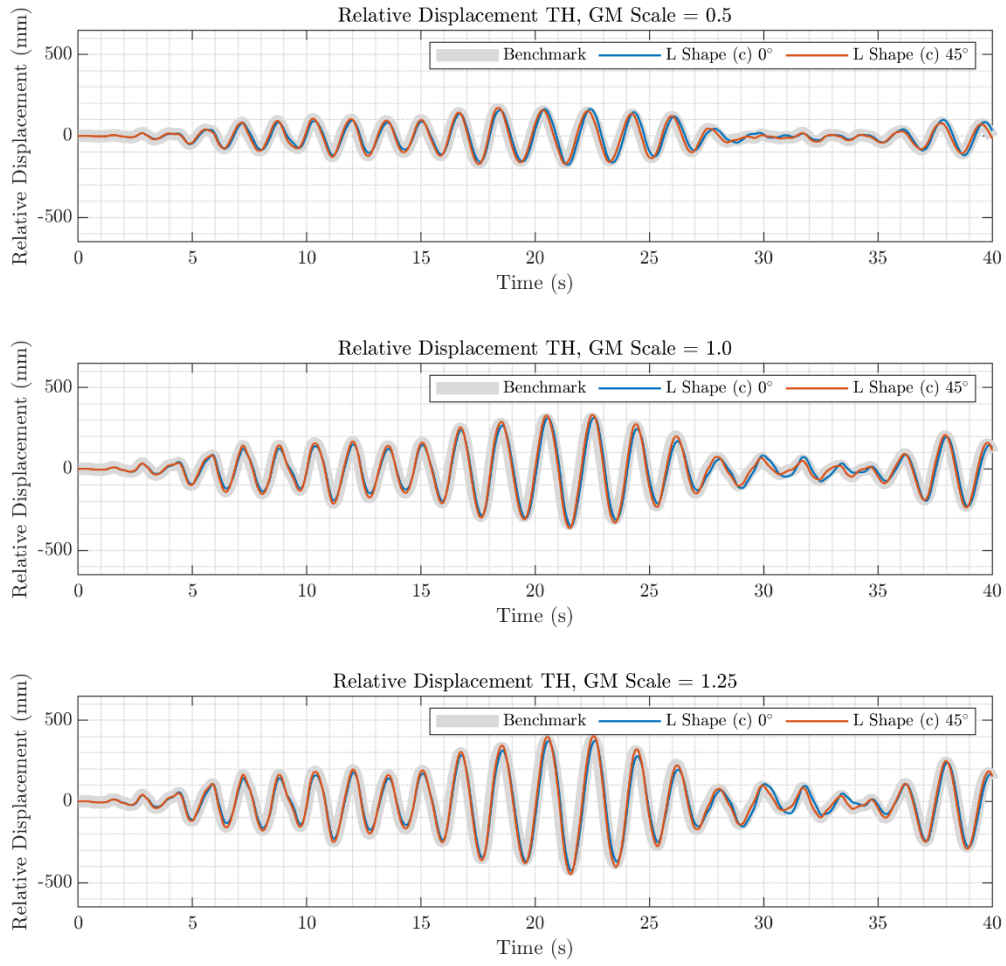 Relative Displacement TH, GM Scale = 0.5
Relative Displacement (mm)
500
0
-500
Benchmark L Shape (c) 0° L Shape (c) 45°
0 5 10 15 20 25 30 35 40
Time (s)
Relative Displacement TH, GM Scale = 1.0
Relative Displacement (mm)
500
0
-500
Benchmark L Shape (c) 0° L Shape (c) 45°
0 5 10 15 20 25 30 35 40
Time (s)
Relative Displacement TH, GM Scale = 1.25
Relative Displacement (mm)
500
0
-500
Benchmark L Shape (c) 0° L Shape (c) 45°
0 5 10 15 20 25 30 35 40
Time (s)